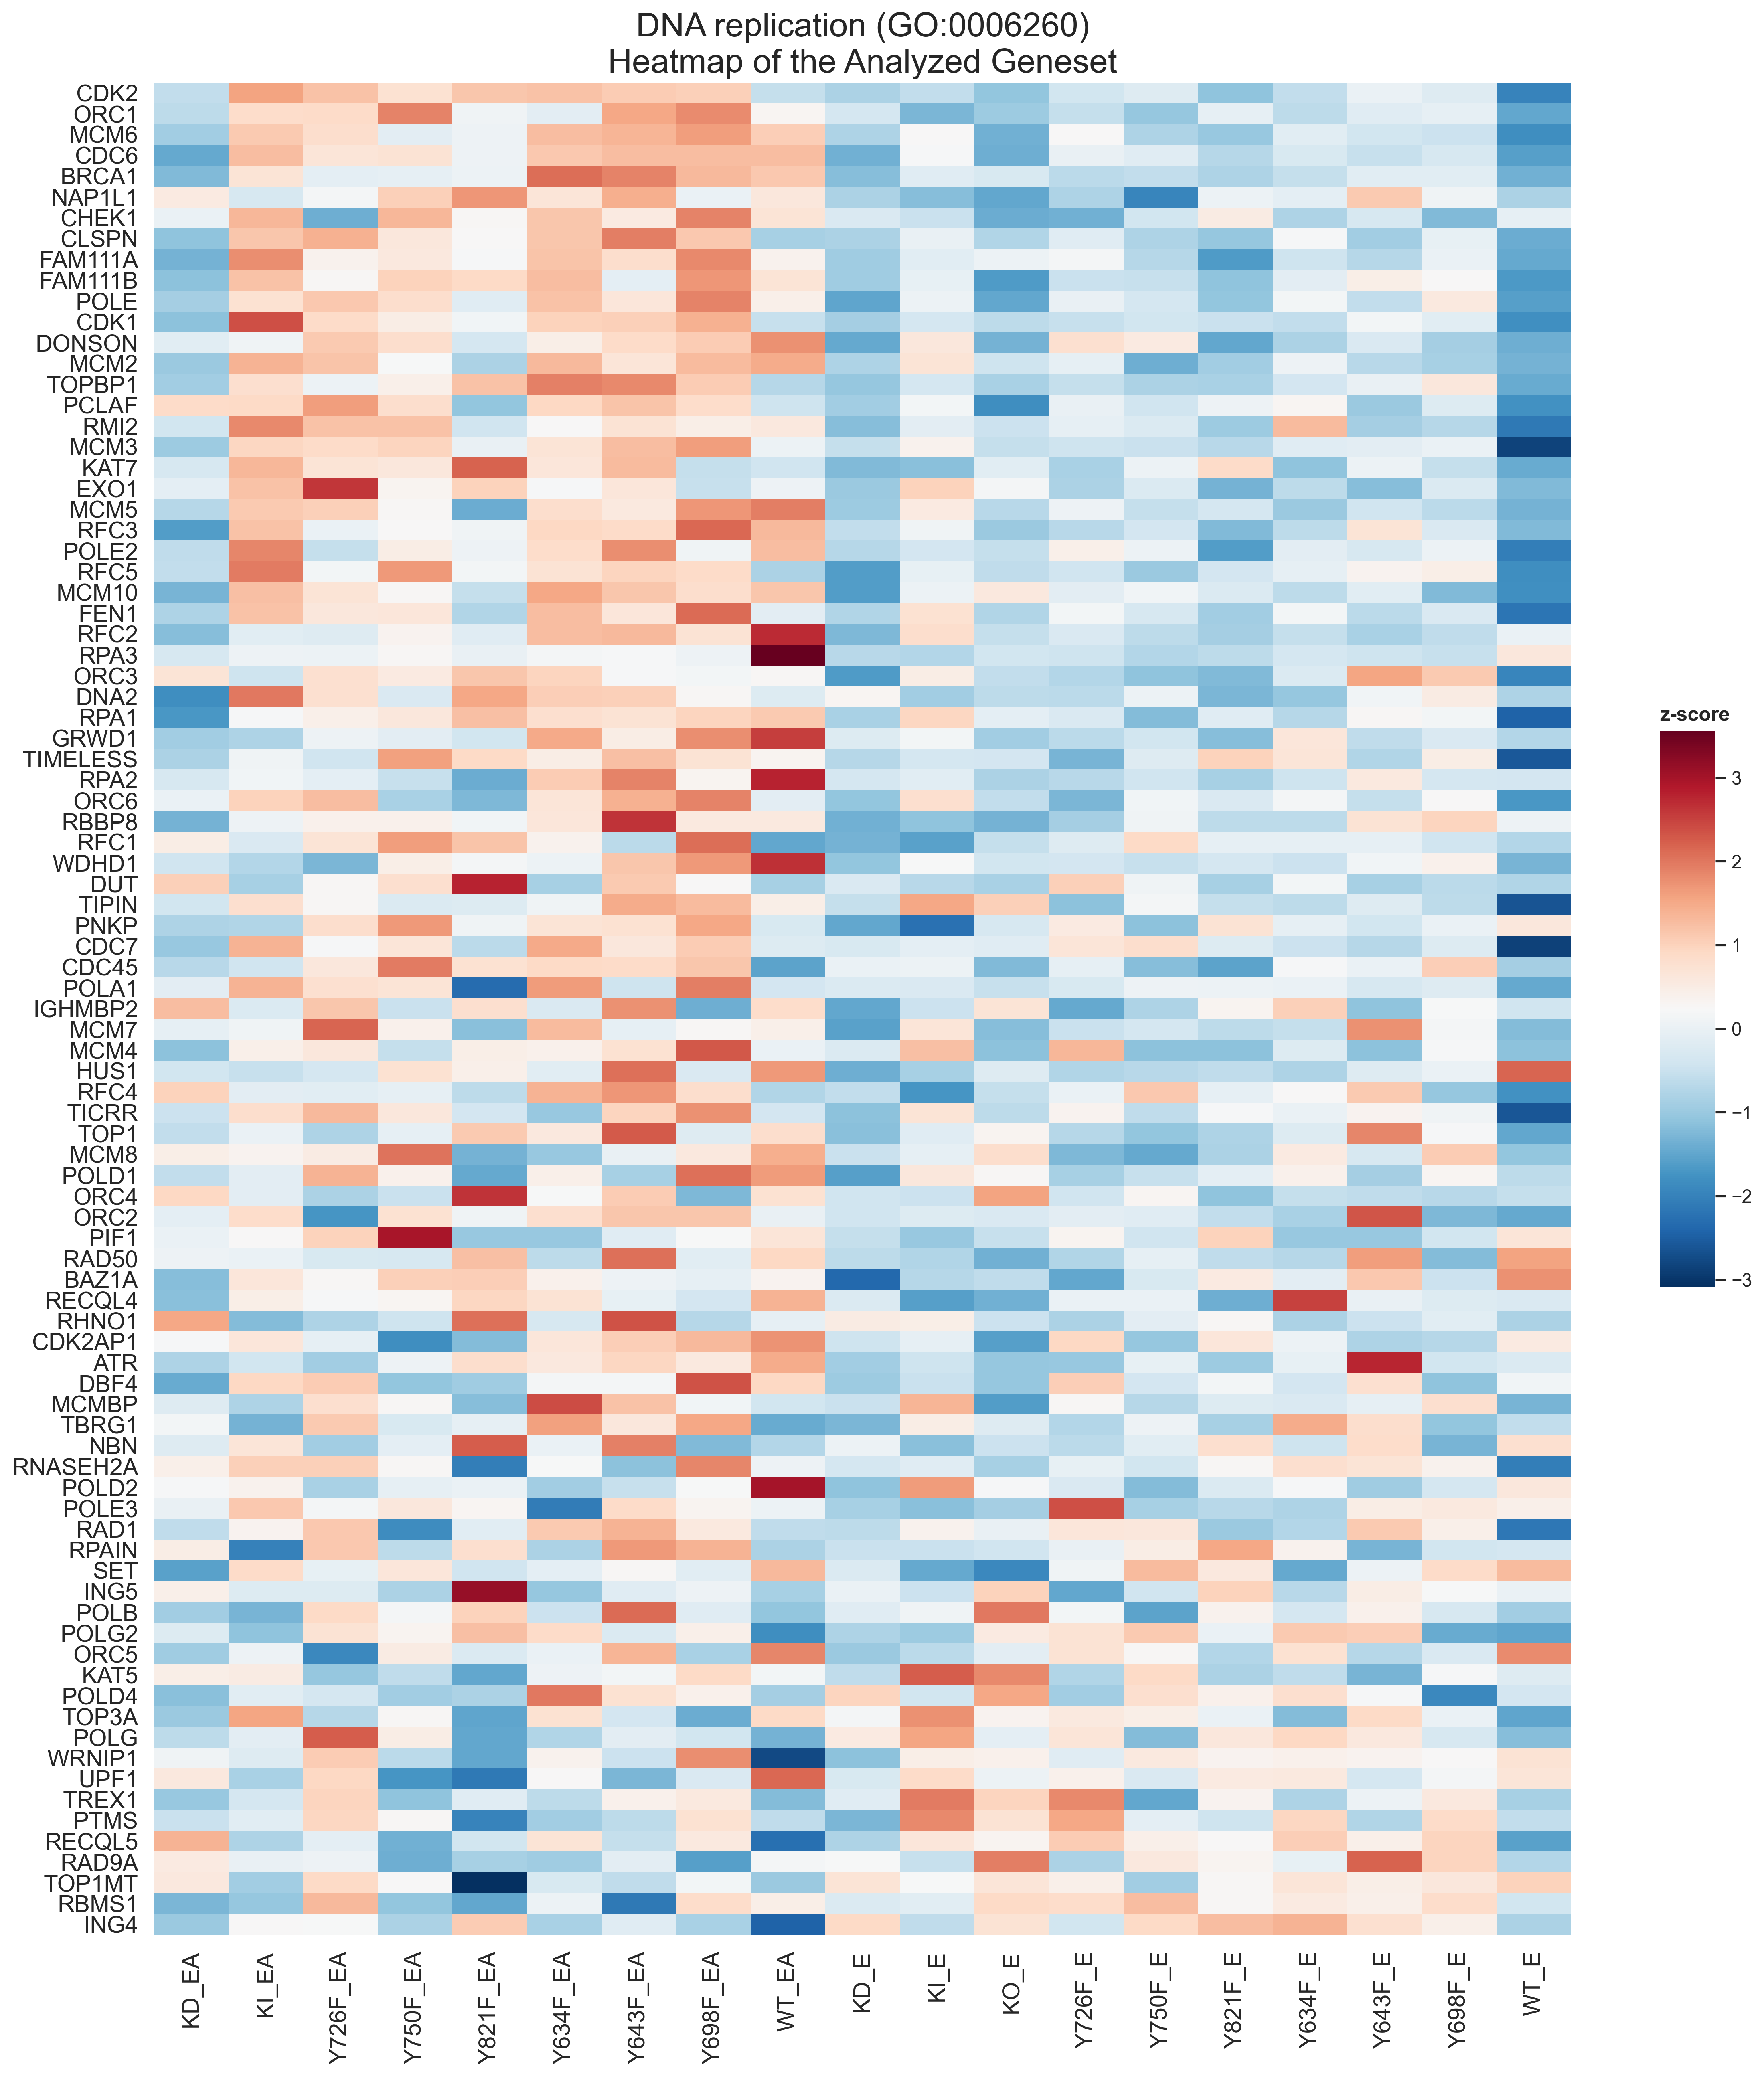 DNA replication (GO:0006260)
Heatmap of the Analyzed Geneset
CDK2
ORC1
MCM6
CDC6
BRCA1
NAP1L1
CHEK1
CLSPN
FAM111A
FAM111B
POLE
CDK1
DONSON
MCM2
TOPBP1
PCLAF
RMI2
MCM3
KAT7
EXO1
MCM5
RFC3
POLE2
RFC5
MCM10
FEN1
RFC2
RPA3
ORC3
DNA2
RPA1
GRWD1
TIMELESS
RPA2
ORC6
RBBP8
RFC1
WDHD1
DUT
TIPIN
PNKP
CDC7
CDC45
POLA1
IGHMBP2
MCM7
MCM4
HUS1
RFC4
TICRR
TOP1
MCM8
POLD1
ORC4
ORC2
PIF1
RAD50
BAZ1A
RECQL4
RHNO1
CDK2AP1
ATR
DBF4
MCMBP
TBRG1
NBN
RNASEH2A
POLD2
POLE3
RAD1
RPAIN
SET
ING5
POLB
POLG2
ORC5
KAT5
POLD4
TOP3A
POLG
WRNIP1
UPF1
TREX1
PTMS
RECQL5
RAD9A
TOP1MT
RBMS1
ING4
KD_EA
KI_EA
Y726F_EA
Y750F_EA
Y821F_EA
Y634F_EA
Y643F_EA
Y698F_EA
WT_EA
KD_E
KI_E
KO_E
Y726F_E
Y750F_E
Y821F_E
Y634F_E
Y643F_E
Y698F_E
WT_E
z-score
3
2
1
0
−1
−2
−3